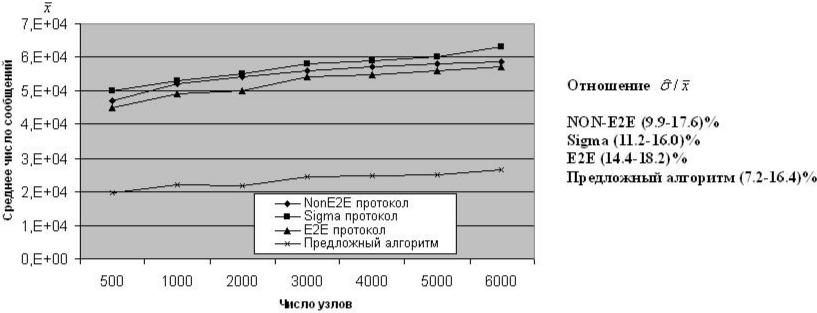 x̅
7,E+04
6,E+04
5,E+04
4,E+04
3,E+04
2,E+04
1,E+04
0,E+00
Среднее число сообщений
NonE2E протокол
Sigma протокол
E2E протокол
Предложный алгоритм
500 1000 2000 3000 4000 5000 6000
Число узлов
Отношение σ̂ / x̅
NON-E2E (9.9-17.6)%
Sigma (11.2-16.0)%
E2E (14.4-18.2)%
Предложный алгоритм (7.2-16.4)%